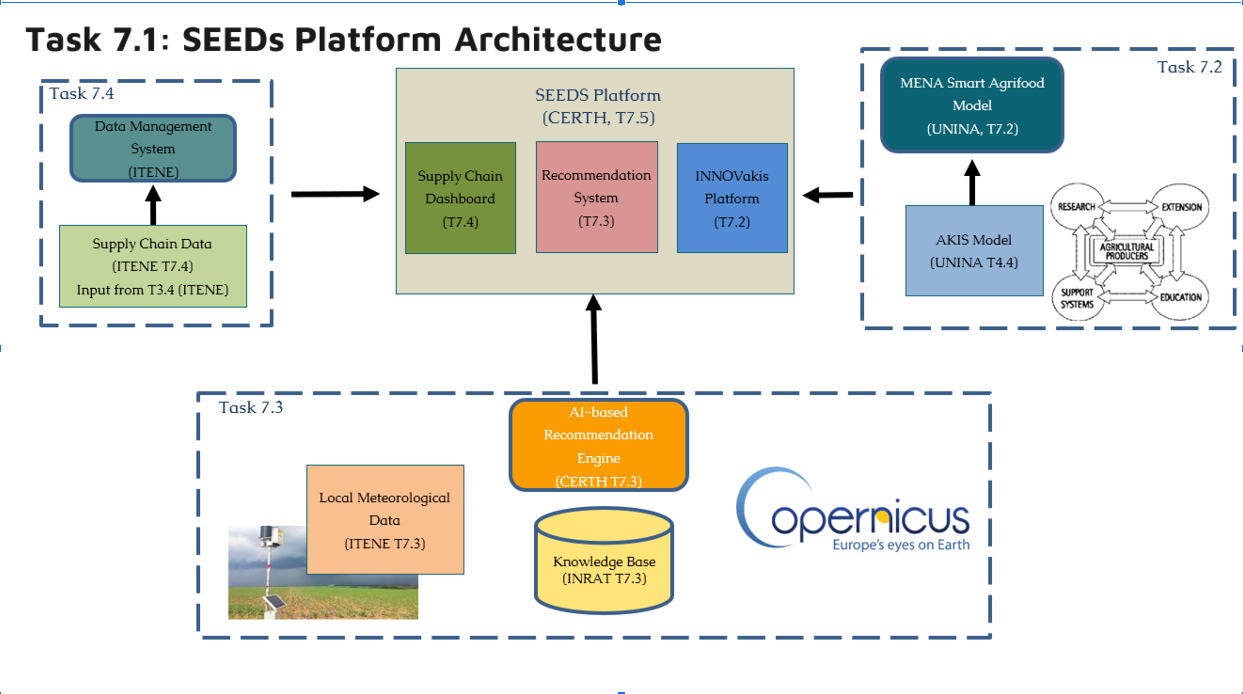 Task 7.1: SEEDs Platform Architecture
Task 7.4
Data Management
System
(ITENE)
Supply Chain Data
(ITENE T7.4)
Input from T3.4 (ITENE)
SEEDS Platform
(CERTH, T7.5)
Supply Chain
Dashboard
(T7.4)
Recommendation
System
(T7.3)
INNOVakis
Platform
(T7.2)
Task 7.2
MENA Smart Agrifood
Model
(UNINA, T7.2)
AKIS Model
(UNINA T4.4)
RESEARCH
EXTENSION
AGRICULTURAL
PRODUCERS
SUPPORT
SYSTEMS
EDUCATION
Task 7.3
AI-based
Recommendation
Engine
(CERTH T7.3)
Local Meteorological
Data
(ITENE T7.3)
Knowledge Base
(INRAT T7.3)
Copernicus
Europe's eyes on Earth